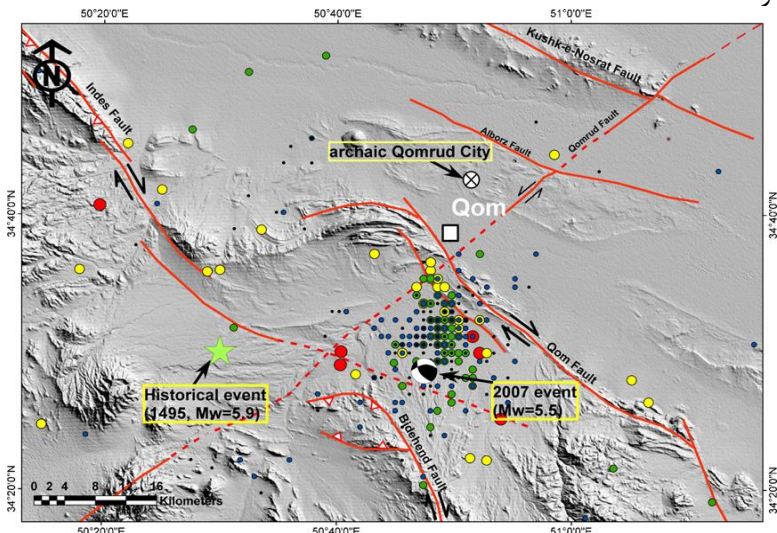 50°20'0"E 50°40'0"E 51°0'0"E
Kushk-e-Nosrat Fault
N
Indes Fault
Alborz Fault
Qomrud Fault
archaic Qomrud City
Qom
34°40'0"N
34°40'0"N
Qom Fault
Historical event
(1495, Mw=5.9)
2007 event
(Mw=5.5)
Bidehend Fault
34°20'0"N
34°20'0"N
0 2 4 8 12 16
Kilometers
50°20'0"E 50°40'0"E 51°0'0"E